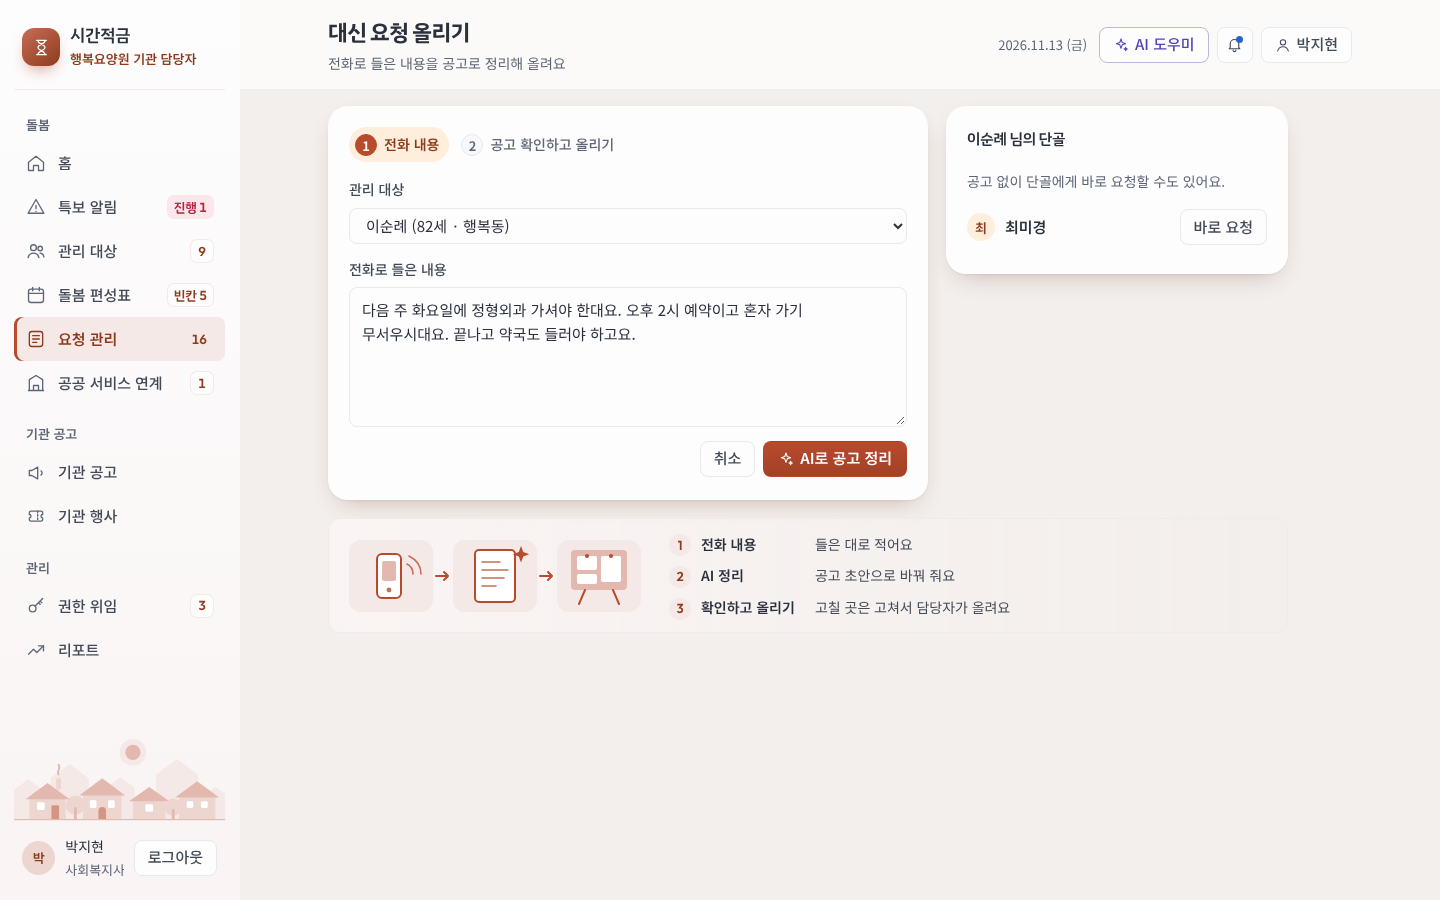 시간적금
행복요양원 기관 담당자
돌봄
홈
특보 알림 진행 1
관리 대상 9
돌봄 편성표 빈칸 5
요청 관리 16
공공 서비스 연계 1
기관 공고
기관 공고
기관 행사
관리
권한 위임 3
리포트
박 박지현
사회복지사
로그아웃
대신 요청 올리기
전화로 들은 내용을 공고로 정리해 올려요
2026.11.13 (금) AI 도우미 박지현
1 전화 내용 2 공고 확인하고 올리기
관리 대상
이순례 (82세 · 행복동)
전화로 들은 내용
다음 주 화요일에 정형외과 가셔야 한대요. 오후 2시 예약이고 혼자 가기
무서우시대요. 끝나고 약국도 들러야 하고요.
취소 AI로 공고 정리
이순례 님의 단골
공고 없이 단골에게 바로 요청할 수도 있어요.
최 최미경 바로 요청
1 전화 내용 들은 대로 적어요
2 AI 정리 공고 초안으로 바꿔 줘요
3 확인하고 올리기 고칠 곳은 고쳐서 담당자가 올려요